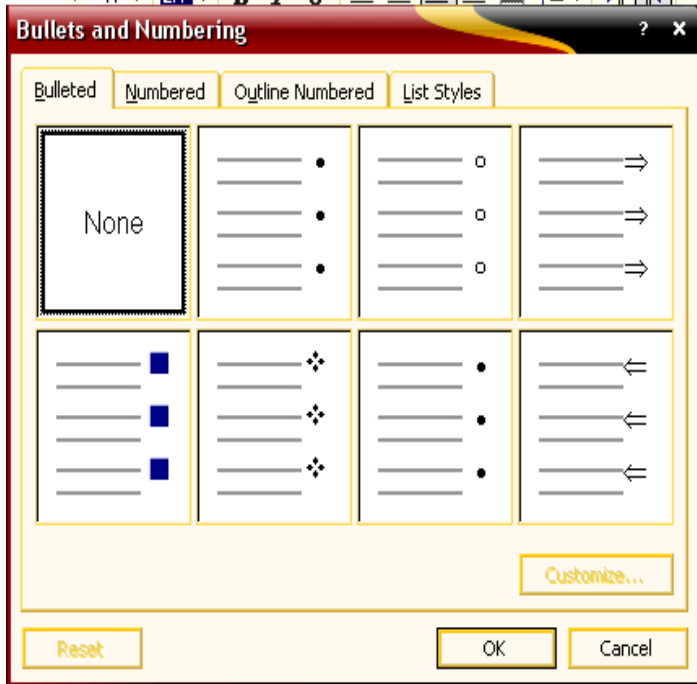 Bullets and Numbering ? ×
Bulleted Numbered Outline Numbered List Styles
None
Customize...
Reset OK Cancel